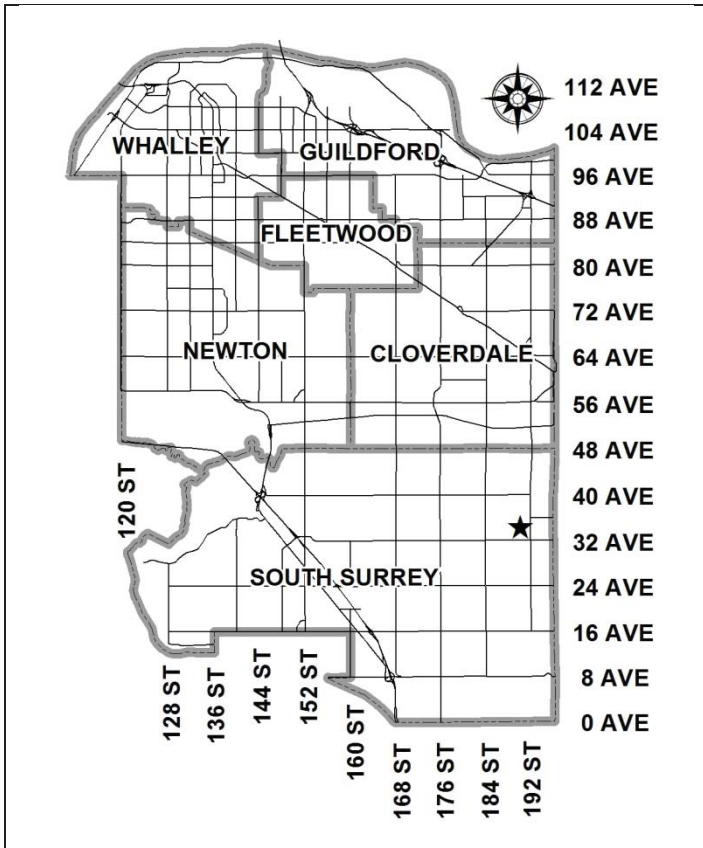 112 AVE
104 AVE
WHALLEY
GUILDFORD
96 AVE
88 AVE
FLEETWOOD
80 AVE
72 AVE
NEWTON
CLOVERDALE
64 AVE
56 AVE
48 AVE
120 ST
40 AVE
32 AVE
SOUTH SURREY
24 AVE
16 AVE
8 AVE
0 AVE
128 ST
136 ST
144 ST
152 ST
160 ST
168 ST
176 ST
184 ST
192 ST